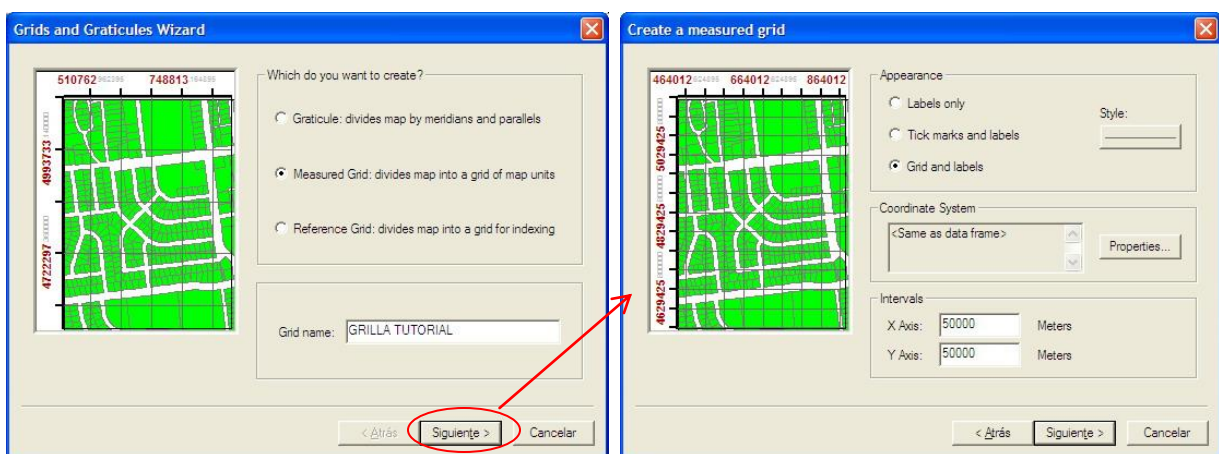 Grids and Graticules Wizard
510762 748813
4993733
4722297
Which do you want to create?
Graticule: divides map by meridians and parallels
Measured Grid: divides map into a grid of map units
Reference Grid: divides map into a grid for indexing
Grid name: GRILLA TUTORIAL
< Atrás Siguiente > Cancelar
Create a measured grid
464012 664012 864012
5029425
4829425
4629425
Appearance
Labels only
Tick marks and labels
Grid and labels
Style:
Coordinate System
<Same as data frame>
Properties...
Intervals
X Axis: 50000 Meters
Y Axis: 50000 Meters
< Atrás Siguiente > Cancelar